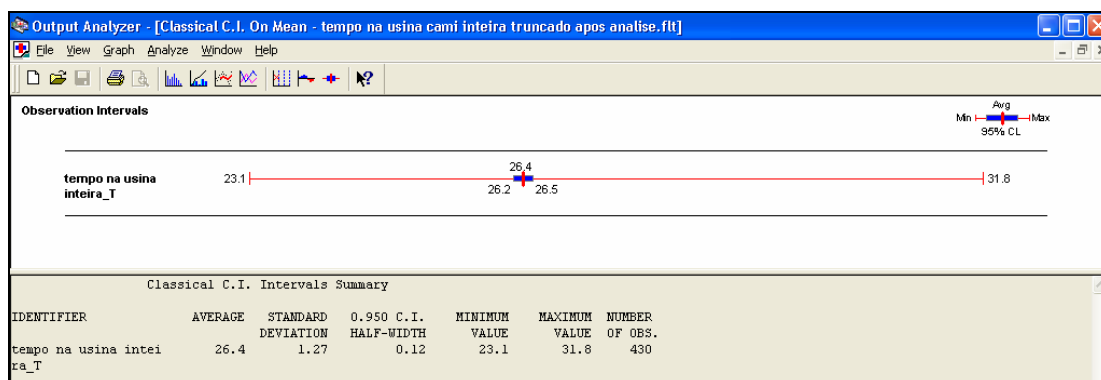 Output Analyzer - [Classical C.I. On Mean - tempo na usina cami inteira truncado apos analise.flt]
File View Graph Analyze Window Help
Observation Intervals
Avg
Min Max
95% CL
26.4
tempo na usina 23.1 31.8
inteira_T 26.2 26.5
Classical C.I. Intervals Summary
IDENTIFIER AVERAGE STANDARD 0.950 C.I. MINIMUM MAXIMUM NUMBER
DEVIATION HALF-WIDTH VALUE VALUE OF OBS.
tempo na usina intei 26.4 1.27 0.12 23.1 31.8 430
ra_T